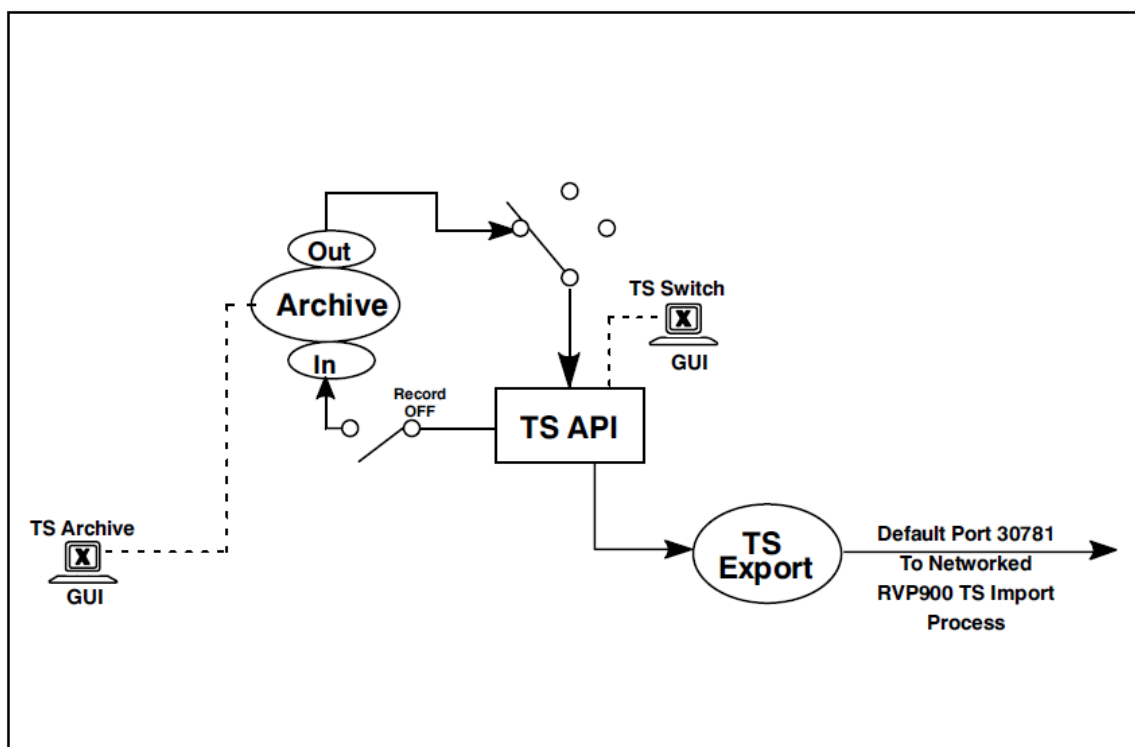 Out
Archive
In
Record
OFF
TS Switch
X
GUI
TS API
TS Archive
X
GUI
TS
Export
Default Port 30781
To Networked
RVP900 TS Import
Process